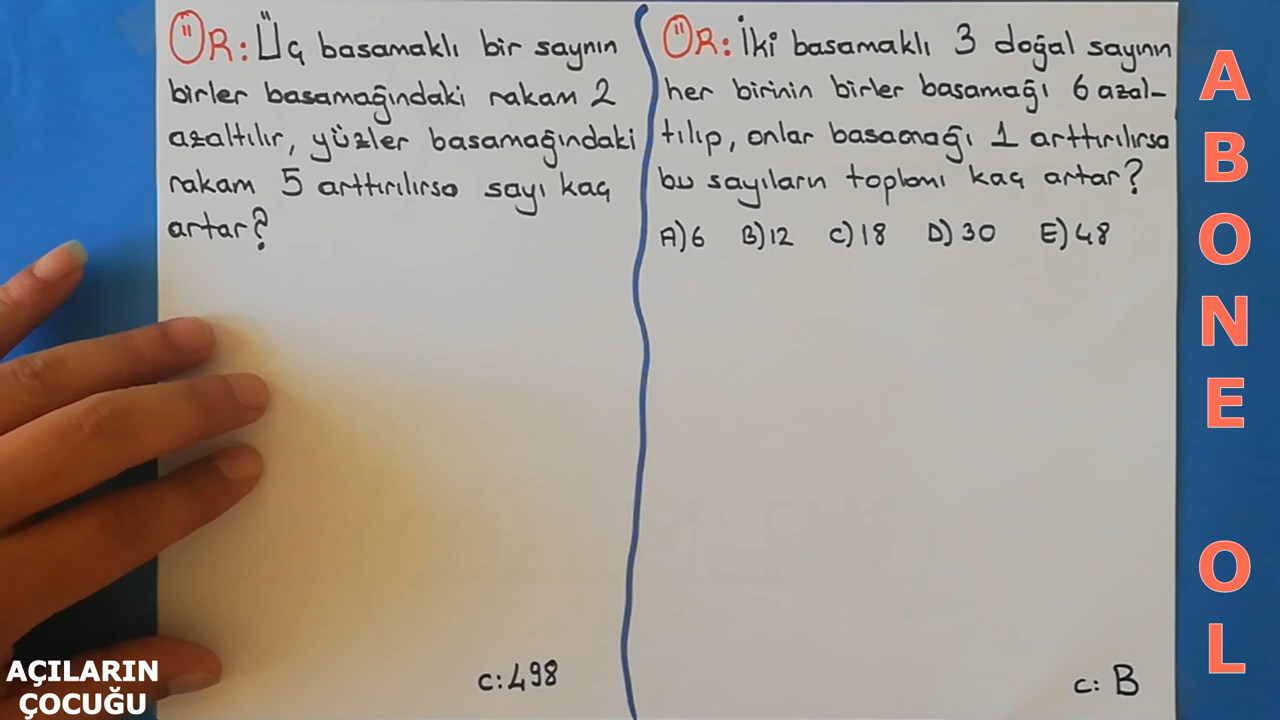 ÖR: Üç basamaklı bir sayının
birler basamağındaki rakam 2
azaltılır, yüzler basamağındaki
rakam 5 arttırılırsa sayı kaç
artar?
C: 498
ÖR: İki basamaklı 3 doğal sayının
her birinin birler basamağı 6 azal-
tılıp, onlar basamağı 1 arttırılırsa
bu sayıların toplamı kaç artar?
A) 6 B) 12 C) 18 D) 30 E) 48
C: B
ABONE OL
AÇILARIN
ÇOCUĞU